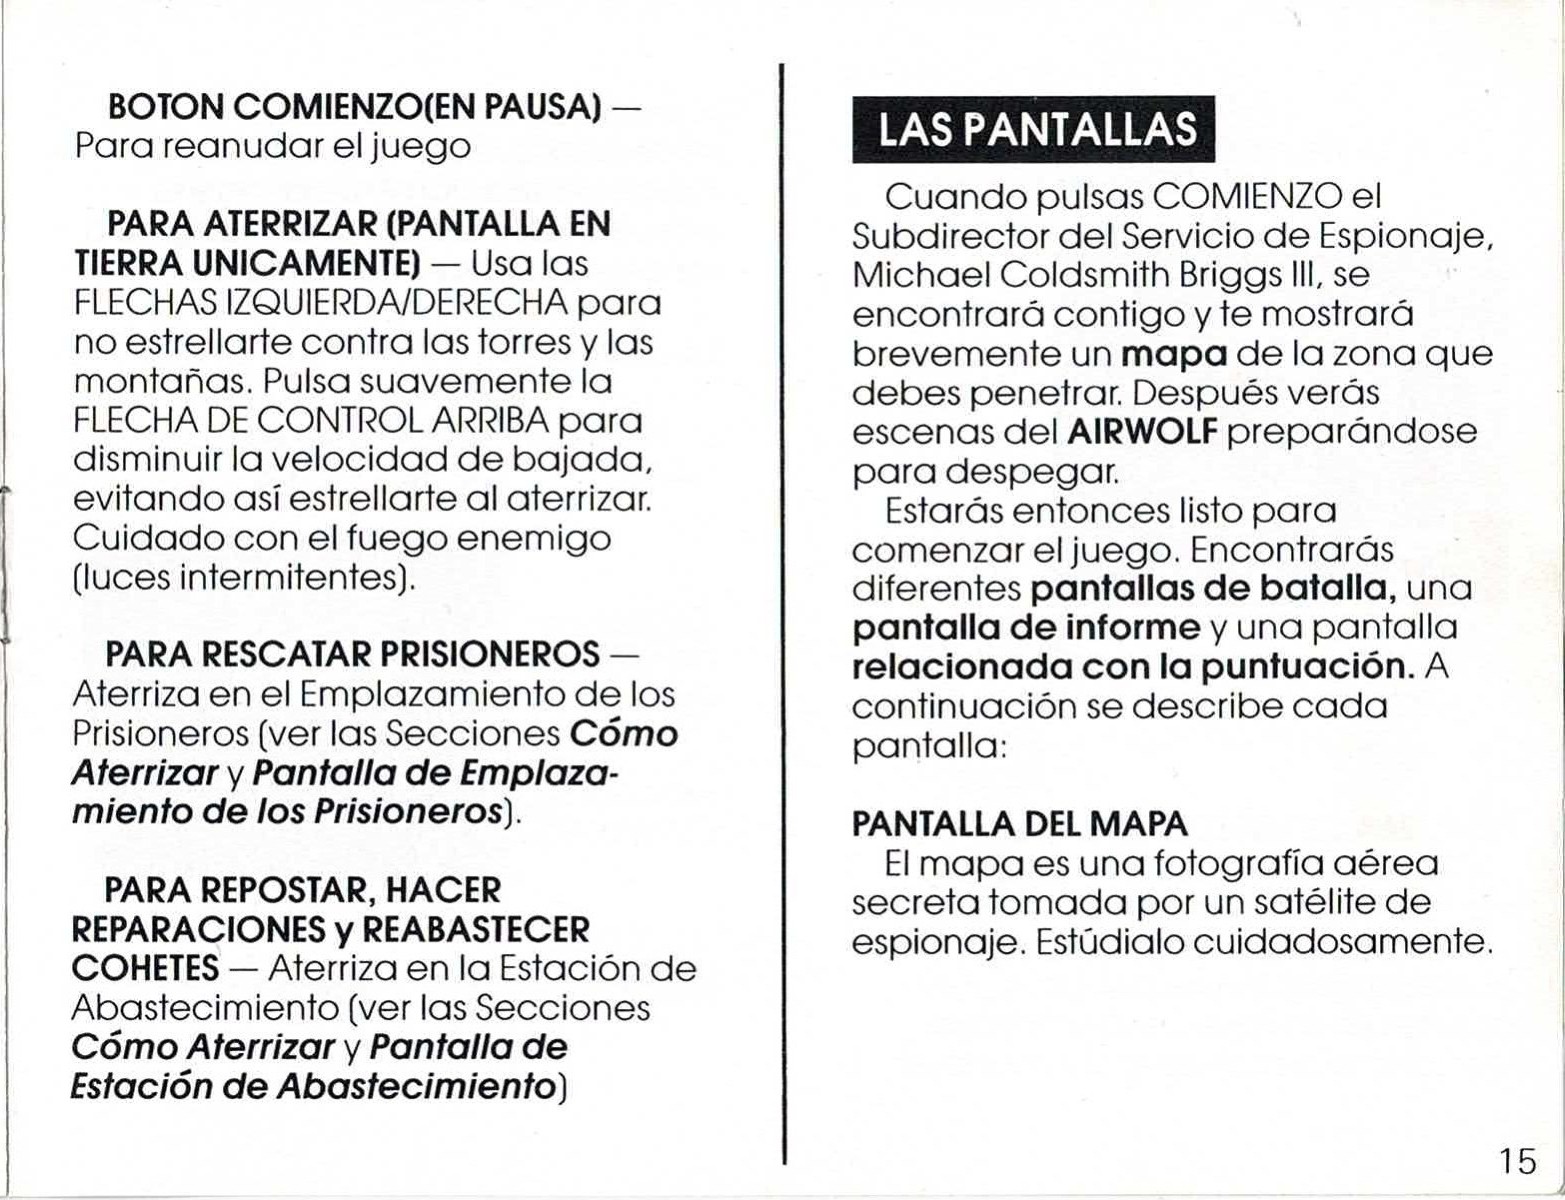 BOTON COMIENZO(EN PAUSA) —
Para reanudar el juego
PARA ATERRIZAR (PANTALLA EN
TIERRA UNICAMENTE) — Usa las
FLECHAS IZQUIERDA/DERECHA para
no estrellarte contra las torres y las
montañas. Pulsa suavemente la
FLECHA DE CONTROL ARRIBA para
disminuir la velocidad de bajada,
evitando así estrellarte al aterrizar.
Cuidado con el fuego enemigo
(luces intermitentes).
PARA RESCATAR PRISIONEROS —
Aterriza en el Emplazamiento de los
Prisioneros (ver las Secciones Cómo
Aterrizar y Pantalla de Emplaza-
miento de los Prisioneros).
PARA REPOSTAR, HACER
REPARACIONES y REABASTECER
COHETES — Aterriza en la Estación de
Abastecimiento (ver las Secciones
Cómo Aterrizar y Pantalla de
Estación de Abastecimiento)
LAS PANTALLAS
Cuando pulsas COMIENZO el
Subdirector del Servicio de Espionaje,
Michael Coldsmith Briggs III, se
encontrará contigo y te mostrará
brevemente un mapa de la zona que
debes penetrar. Después verás
escenas del AIRWOLF preparándose
para despegar.
Estarás entonces listo para
comenzar el juego. Encontrarás
diferentes pantallas de batalla, una
pantalla de informe y una pantalla
relacionada con la puntuación. A
continuación se describe cada
pantalla:
PANTALLA DEL MAPA
El mapa es una fotografía aérea
secreta tomada por un satélite de
espionaje. Estúdialo cuidadosamente.
15